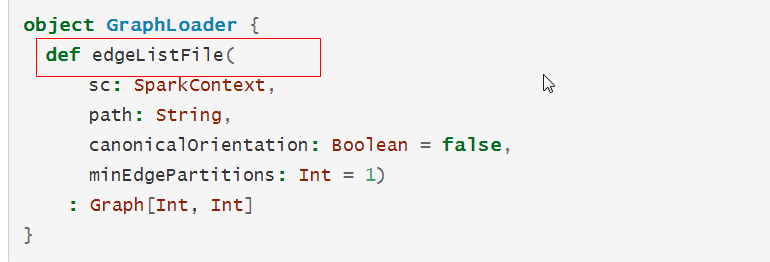 object GraphLoader {
def edgeListFile(
sc: SparkContext,
path: String,
canonicalOrientation: Boolean = false,
minEdgePartitions: Int = 1)
: Graph[Int, Int]
}